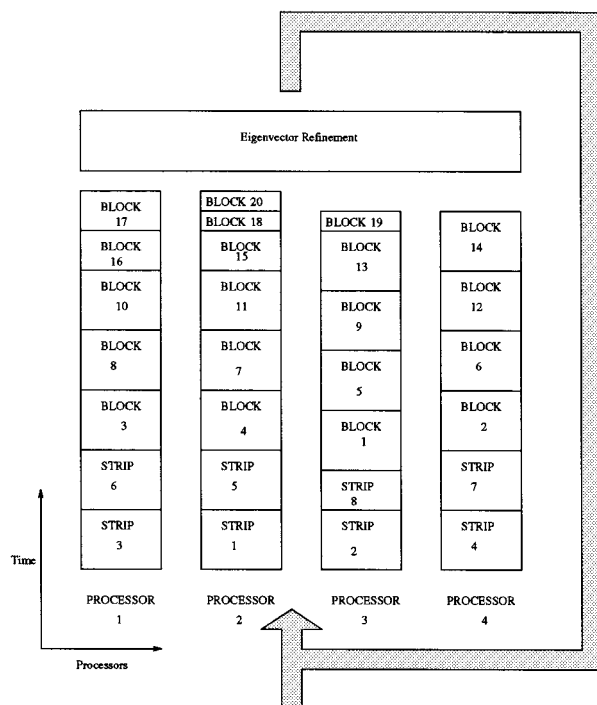 Eigenvector Refinement
BLOCK
17
BLOCK
16
BLOCK
10
BLOCK
8
BLOCK
3
STRIP
6
STRIP
3
PROCESSOR
1
BLOCK 20
BLOCK 18
BLOCK
15
BLOCK
11
BLOCK
7
BLOCK
4
STRIP
5
STRIP
1
PROCESSOR
2
BLOCK 19
BLOCK
13
BLOCK
9
BLOCK
5
BLOCK
1
STRIP
8
STRIP
2
PROCESSOR
3
BLOCK
14
BLOCK
12
BLOCK
6
BLOCK
2
STRIP
7
STRIP
4
PROCESSOR
4
Time
Processors